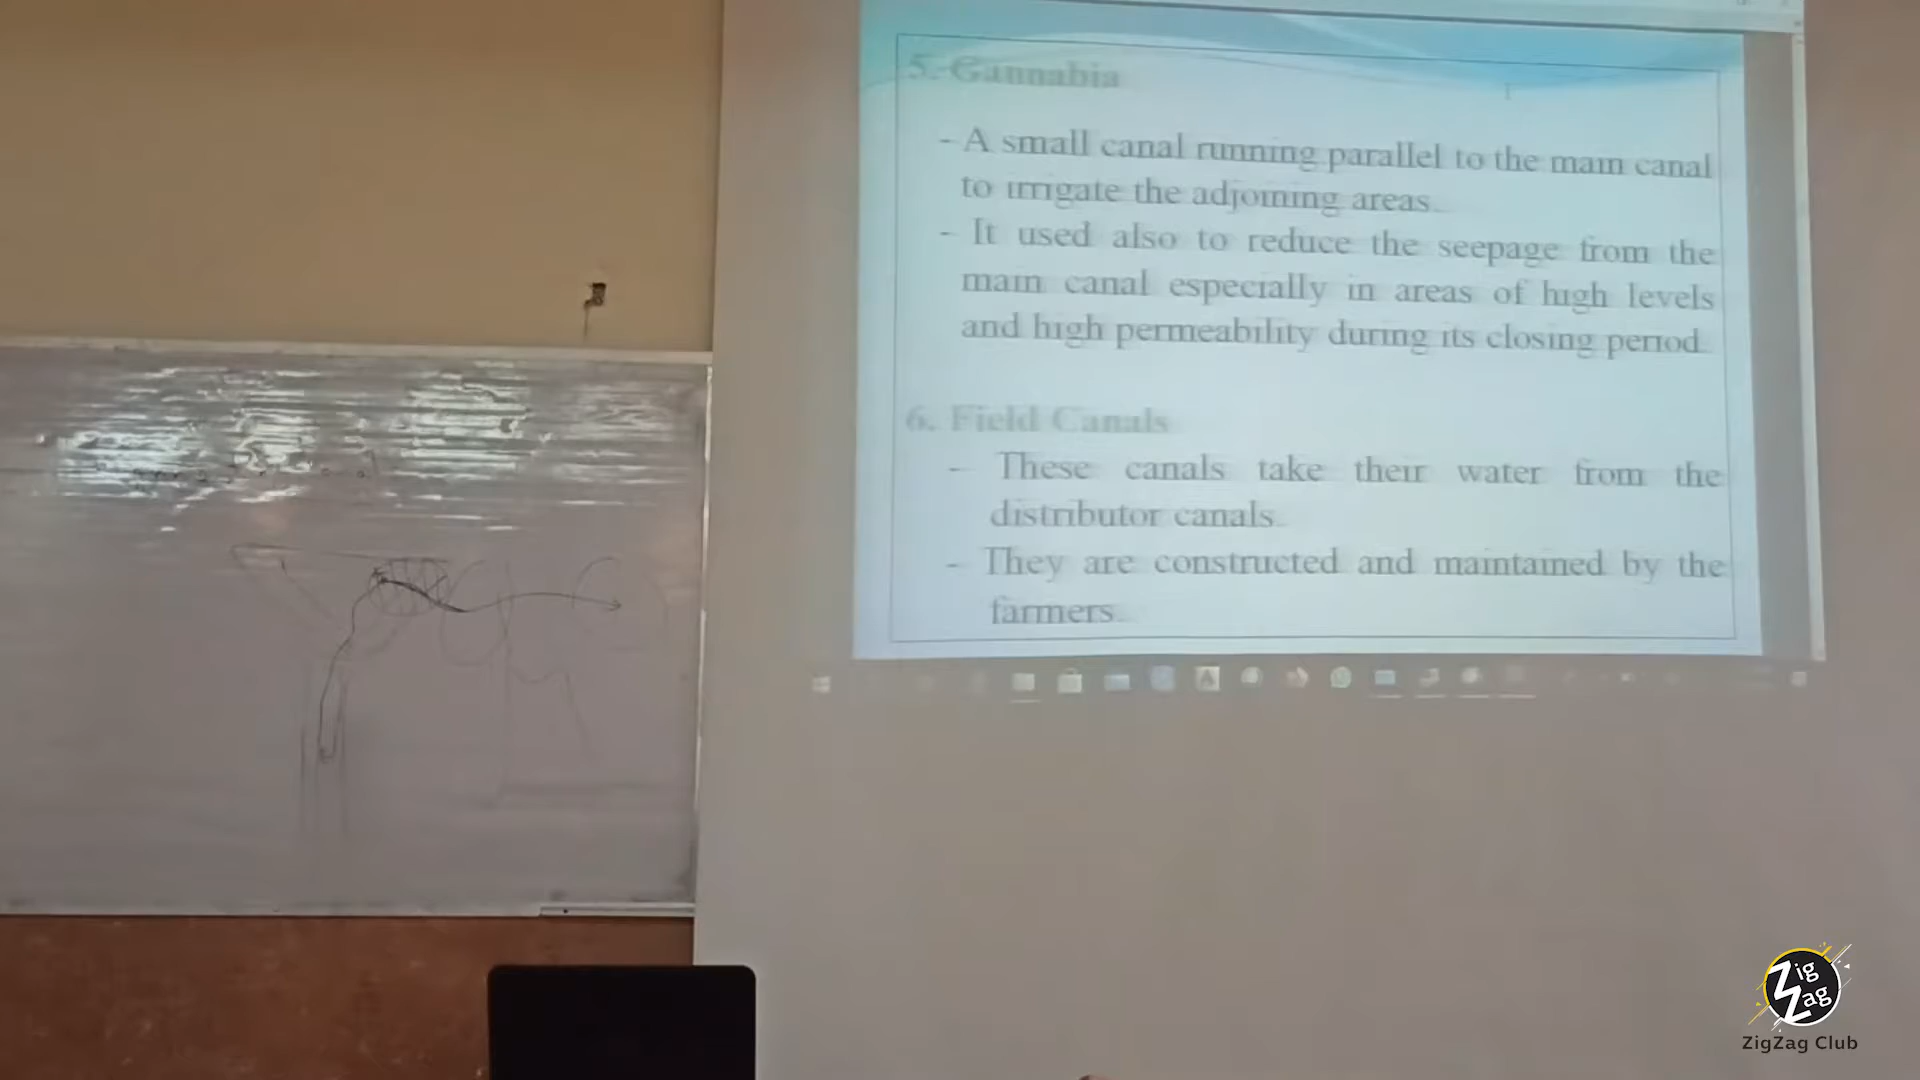 5. Gannabia
- A small canal running parallel to the main canal
to irrigate the adjoining areas.
- It used also to reduce the seepage from the
main canal especially in areas of high levels
and high permeability during its closing period.
6. Field Canals
- These canals take their water from the
distributor canals.
- They are constructed and maintained by the
farmers.
Zig
Zag
ZigZag Club